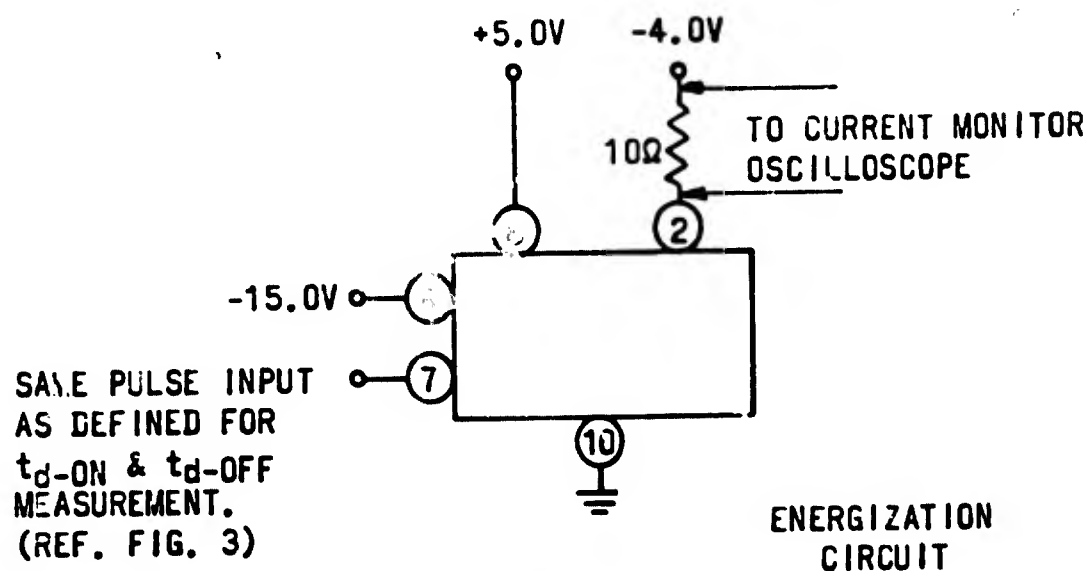 +5.0V -4.0V
10Ω
TO CURRENT MONITOR
OSCILLOSCOPE
2
-15.0V
7
10
SAME PULSE INPUT
AS DEFINED FOR
td-ON & td-OFF
MEASUREMENT.
(REF. FIG. 3)
ENERGIZATION
CIRCUIT